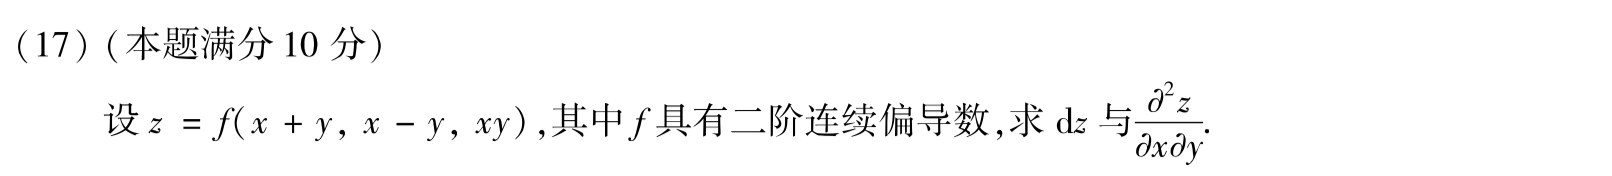 (17) (本题满分 10 分)
设 z = f(x + y, x - y, xy) ,其中 f 具有二阶连续偏导数,求 dz 与 ∂²z/∂x∂y.